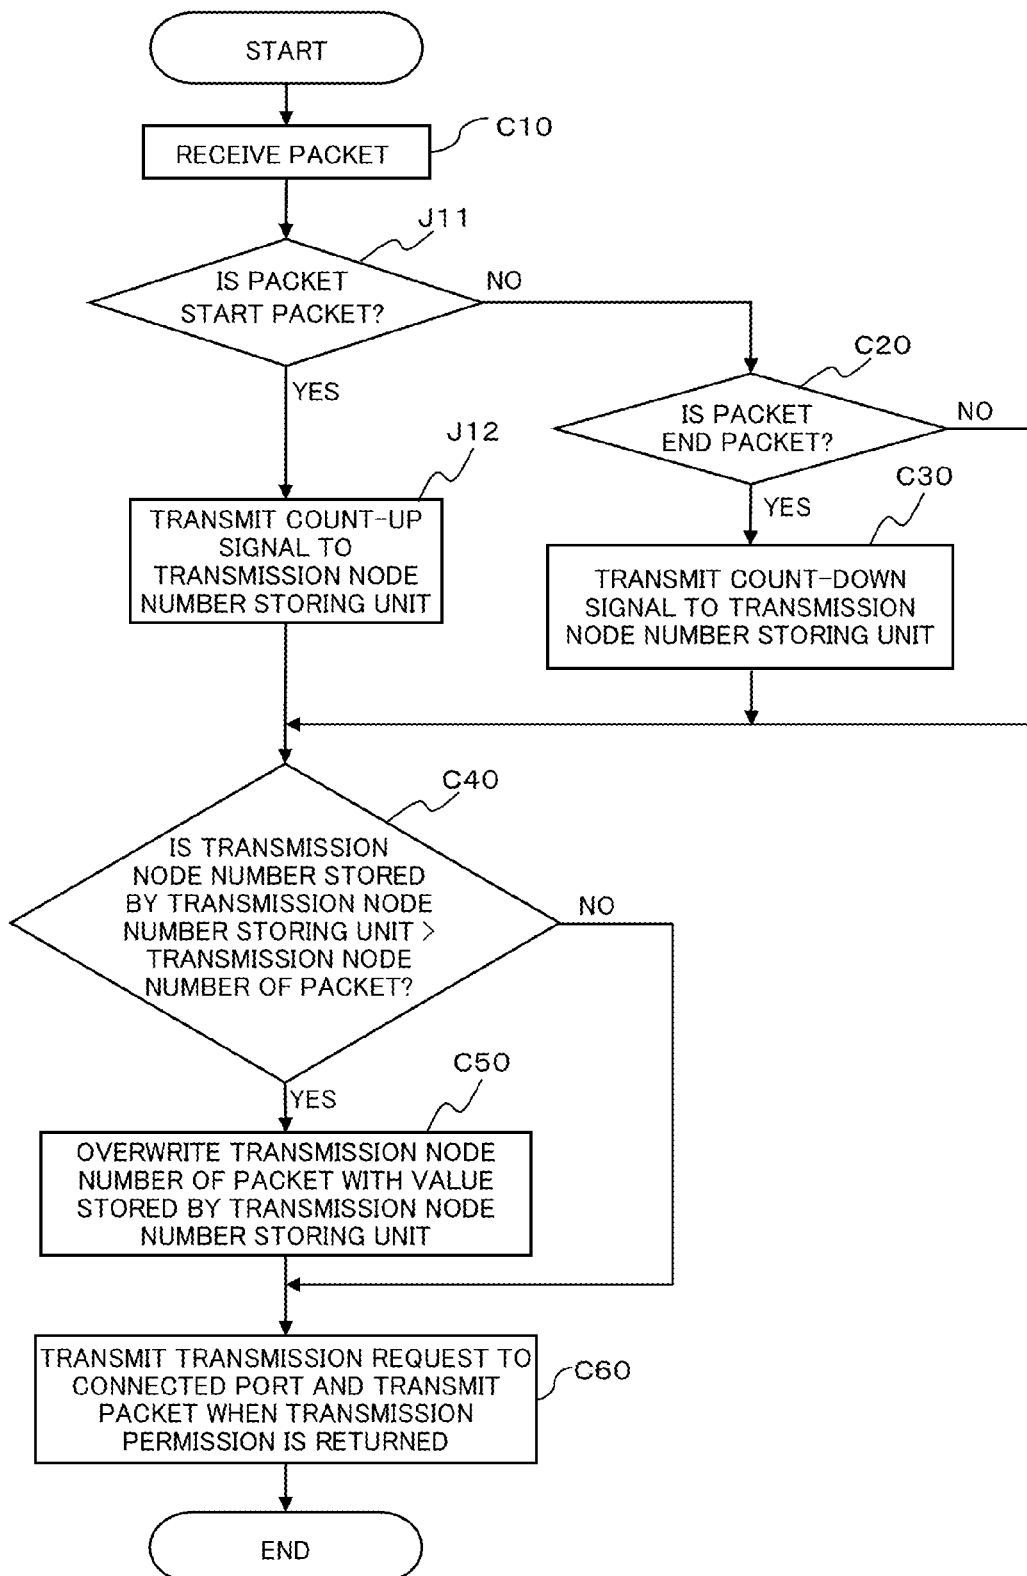 START
C10
RECEIVE PACKET
J11
IS PACKET
START PACKET?
NO
YES
C20
IS PACKET
END PACKET?
NO
YES
J12
TRANSMIT COUNT-UP
SIGNAL TO
TRANSMISSION NODE
NUMBER STORING UNIT
C30
TRANSMIT COUNT-DOWN
SIGNAL TO TRANSMISSION
NODE NUMBER STORING UNIT
C40
IS TRANSMISSION
NODE NUMBER STORED
BY TRANSMISSION NODE
NUMBER STORING UNIT >
TRANSMISSION NODE
NUMBER OF PACKET?
NO
YES
C50
OVERWRITE TRANSMISSION NODE
NUMBER OF PACKET WITH VALUE
STORED BY TRANSMISSION NODE
NUMBER STORING UNIT
TRANSMIT TRANSMISSION REQUEST TO
CONNECTED PORT AND TRANSMIT
PACKET WHEN TRANSMISSION
PERMISSION IS RETURNED
C60
END